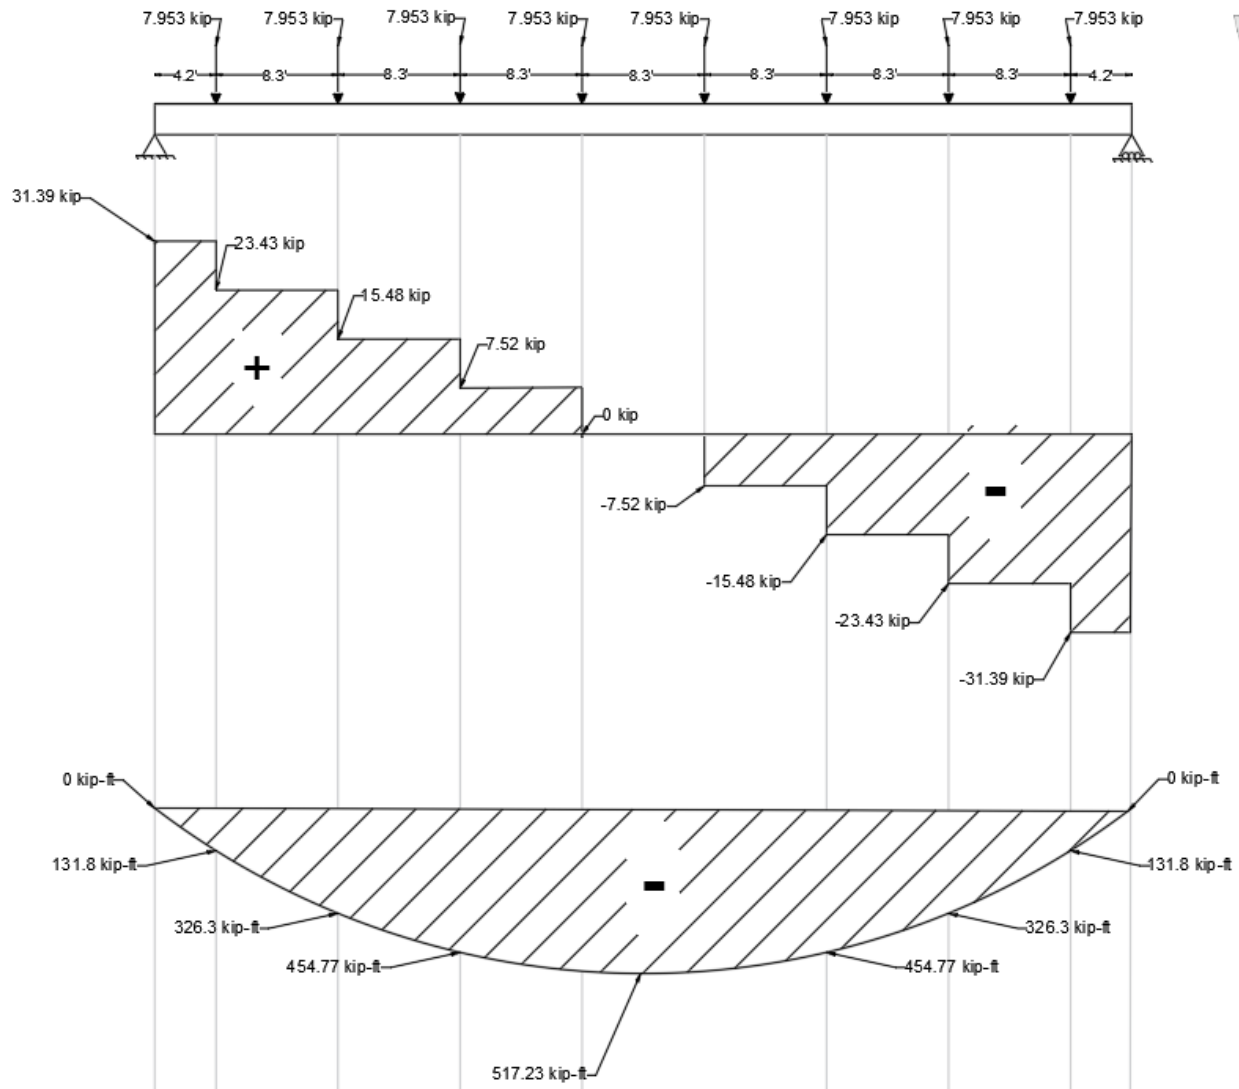 7.953 kip 7.953 kip 7.953 kip 7.953 kip 7.953 kip 7.953 kip 7.953 kip 7.953 kip
4.2' 8.3' 8.3' 8.3' 8.3' 8.3' 8.3' 8.3' 4.2'
31.39 kip
23.43 kip
15.48 kip
7.52 kip
+
0 kip
-
-7.52 kip
-15.48 kip
-23.43 kip
-31.39 kip
0 kip-ft 0 kip-ft
131.8 kip-ft 131.8 kip-ft
-
326.3 kip-ft 326.3 kip-ft
454.77 kip-ft 454.77 kip-ft
517.23 kip-ft